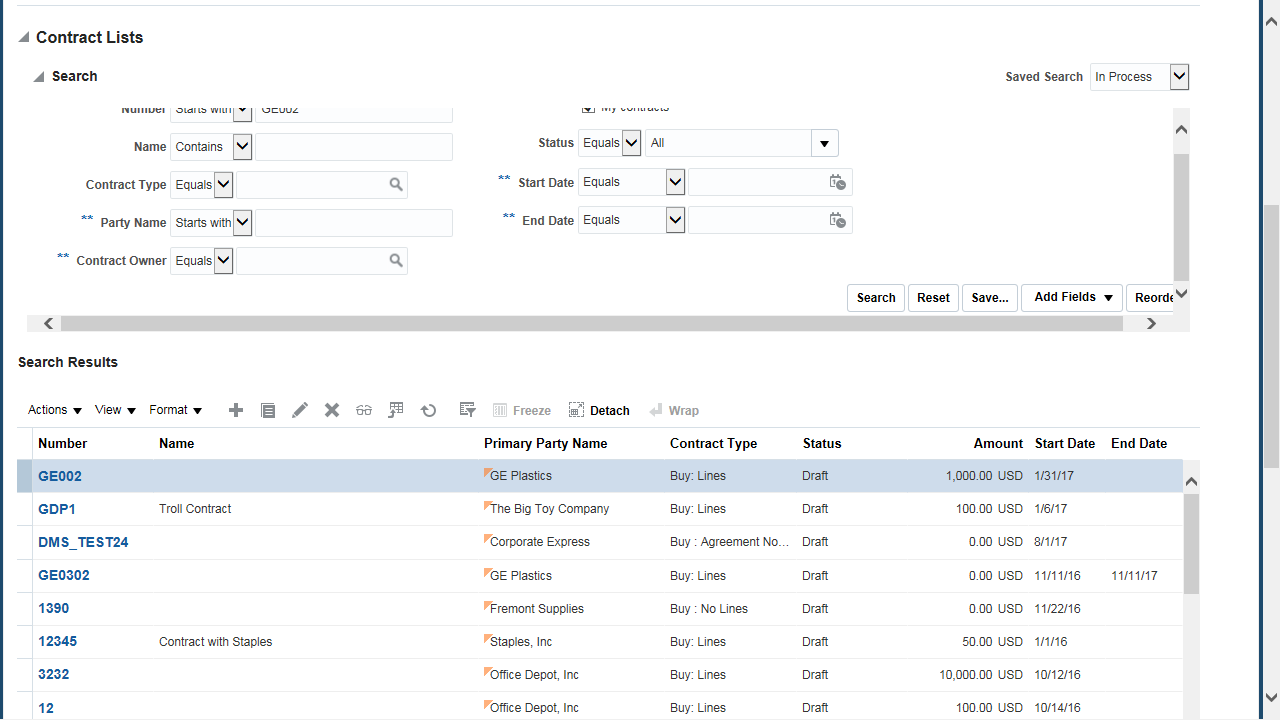 Contract Lists
Search
Saved Search In Process
Number Starts with GE002 My contracts
Name Contains Status Equals All
Contract Type Equals ** Start Date Equals
** Party Name Starts with ** End Date Equals
** Contract Owner Equals
Search Reset Save... Add Fields Reorde
Search Results
Actions View Format Freeze Detach Wrap
Number Name Primary Party Name Contract Type Status Amount Start Date End Date
GE002 GE Plastics Buy: Lines Draft 1,000.00 USD 1/31/17
GDP1 Troll Contract The Big Toy Company Buy: Lines Draft 100.00 USD 1/6/17
DMS_TEST24 Corporate Express Buy : Agreement No... Draft 0.00 USD 8/1/17
GE0302 GE Plastics Buy: Lines Draft 0.00 USD 11/11/16 11/11/17
1390 Fremont Supplies Buy : No Lines Draft 0.00 USD 11/22/16
12345 Contract with Staples Staples, Inc Buy: Lines Draft 50.00 USD 1/1/16
3232 Office Depot, Inc Buy: Lines Draft 10,000.00 USD 10/12/16
12 Office Depot, Inc Buy: Lines Draft 100.00 USD 10/14/16